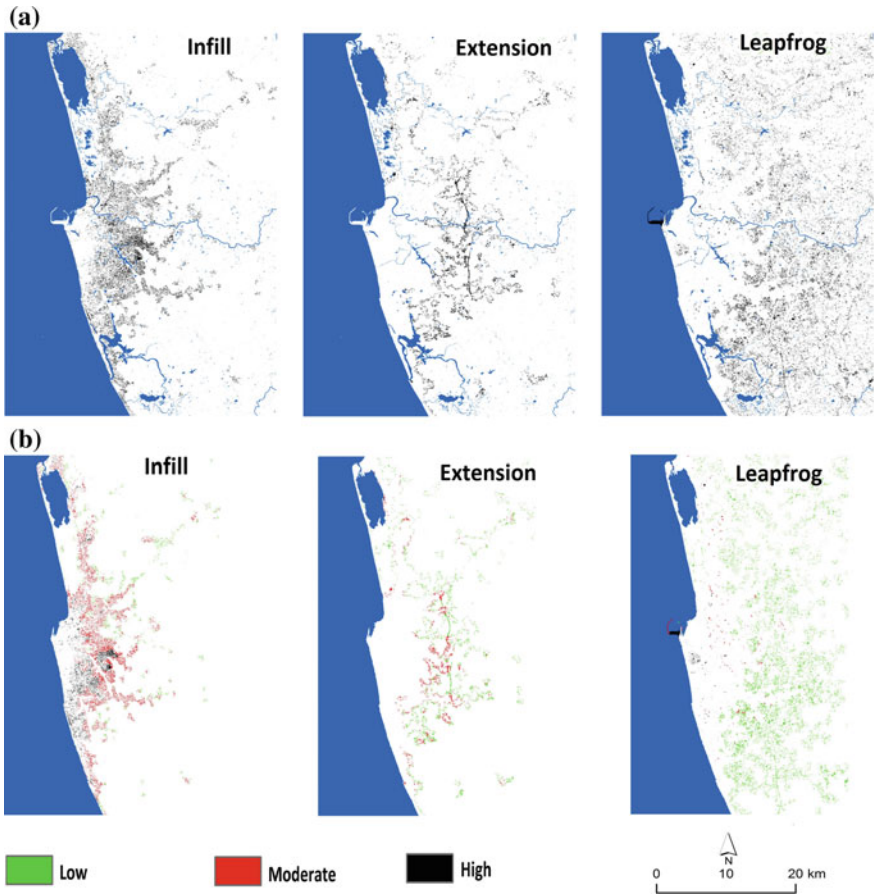 (a)
Infill
Extension
Leapfrog
(b)
Infill
Extension
Leapfrog
Low
Moderate
High
N
0 10 20 km